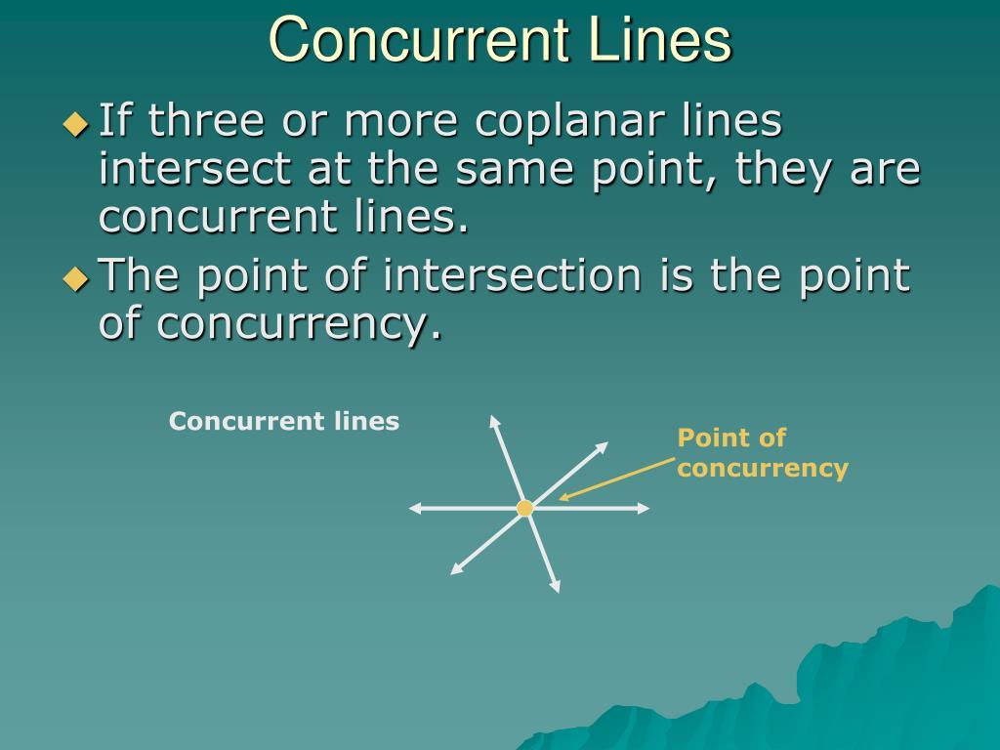 Concurrent Lines
If three or more coplanar lines
intersect at the same point, they are
concurrent lines.
The point of intersection is the point
of concurrency.
Concurrent lines
Point of
concurrency